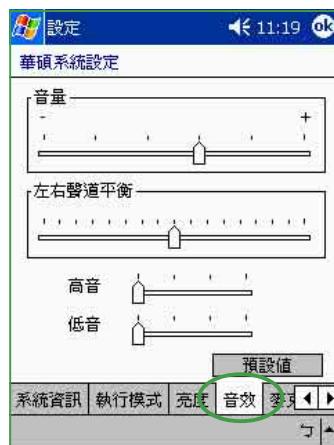 設定 11:19 ok
華碩系統設定
音量
- +
左右聲道平衡
高音
低音
預設值
系統資訊 執行模式 亮度 音效 麥克
ㄅ